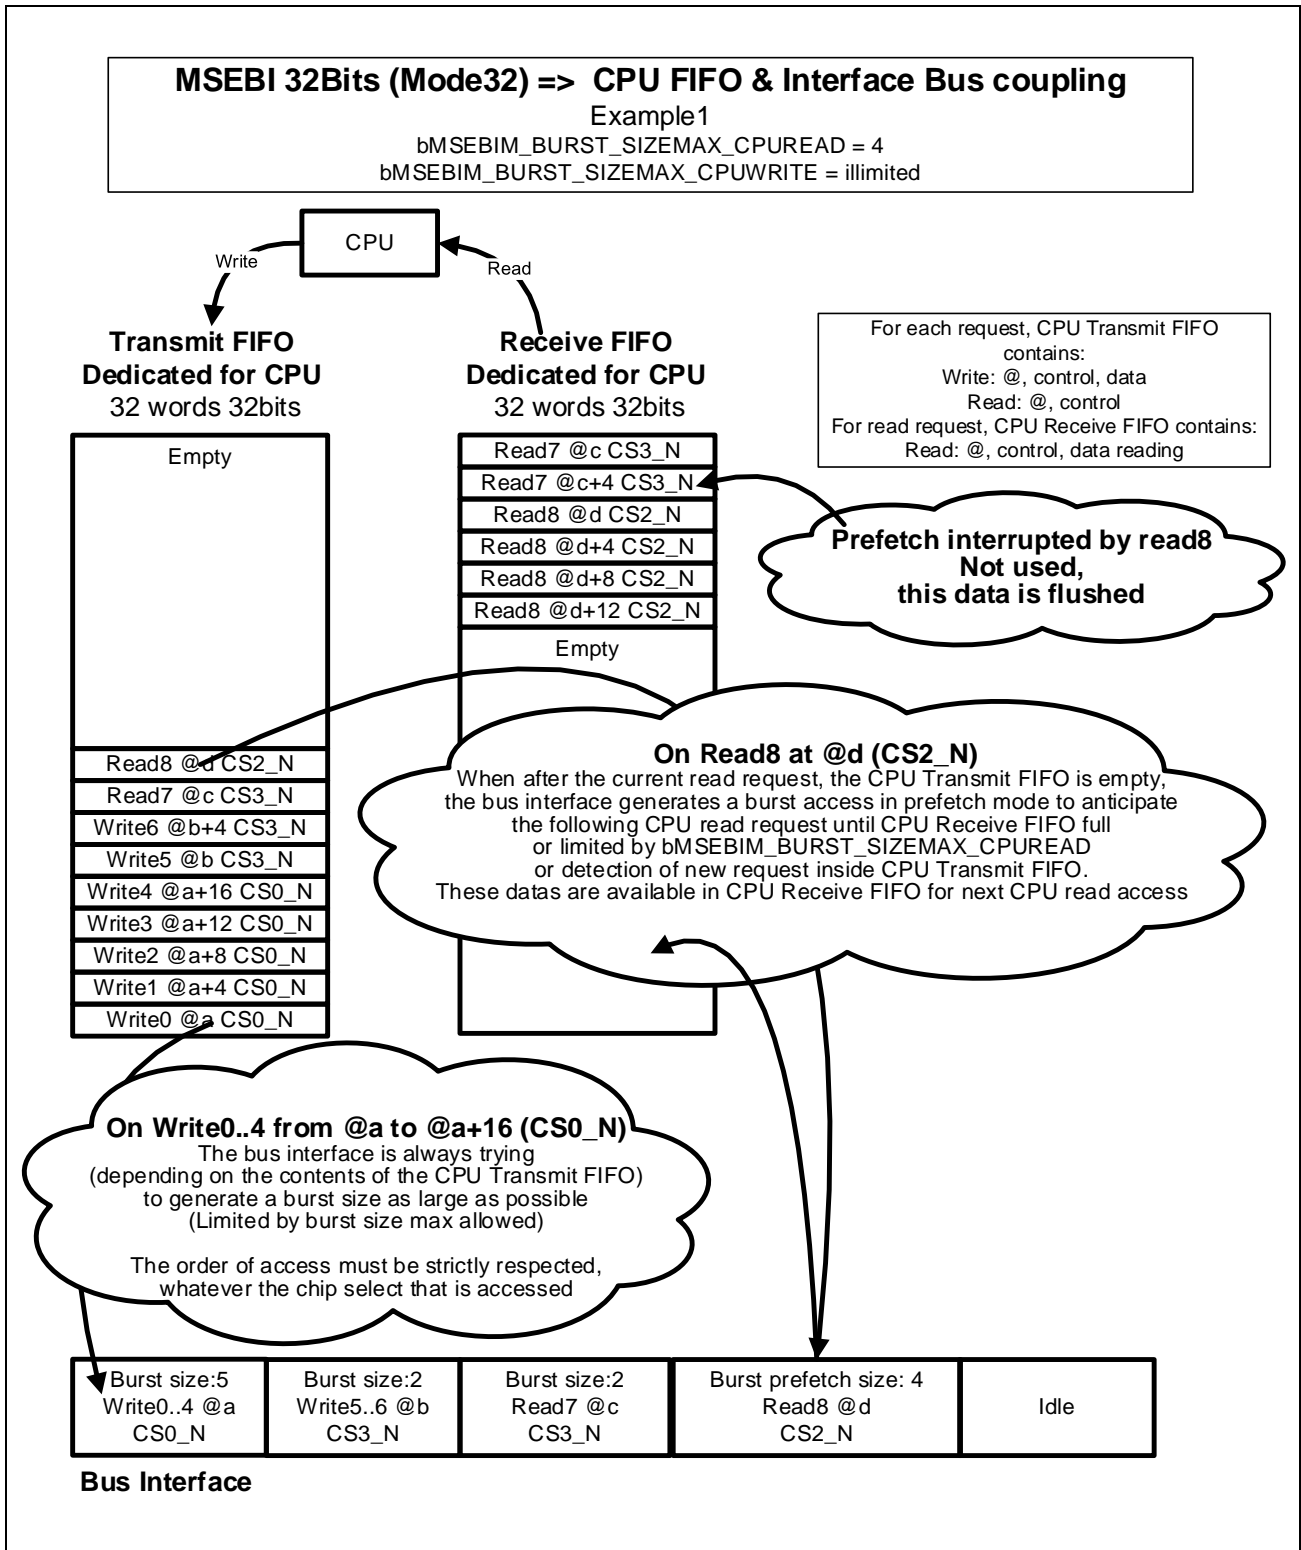 MSEBI 32Bits (Mode32) => CPU FIFO & Interface Bus coupling
Example1
bMSEBIM_BURST_SIZEMAX_CPUREAD = 4
bMSEBIM_BURST_SIZEMAX_CPUWRITE = illimited
CPU
Write
Read
Transmit FIFO
Dedicated for CPU
32 words 32bits
Receive FIFO
Dedicated for CPU
32 words 32bits
For each request, CPU Transmit FIFO
contains:
Write: @, control, data
Read: @, control
For read request, CPU Receive FIFO contains:
Read: @, control, data reading
Empty
Read8 @d CS2_N
Read7 @c CS3_N
Write6 @b+4 CS3_N
Write5 @b CS3_N
Write4 @a+16 CS0_N
Write3 @a+12 CS0_N
Write2 @a+8 CS0_N
Write1 @a+4 CS0_N
Write0 @a CS0_N
Read7 @c CS3_N
Read7 @c+4 CS3_N
Read8 @d CS2_N
Read8 @d+4 CS2_N
Read8 @d+8 CS2_N
Read8 @d+12 CS2_N
Empty
Prefetch interrupted by read8
Not used,
this data is flushed
On Read8 at @d (CS2_N)
When after the current read request, the CPU Transmit FIFO is empty,
the bus interface generates a burst access in prefetch mode to anticipate
the following CPU read request until CPU Receive FIFO full
or limited by bMSEBIM_BURST_SIZEMAX_CPUREAD
or detection of new request inside CPU Transmit FIFO.
These datas are available in CPU Receive FIFO for next CPU read access
On Write0..4 from @a to @a+16 (CS0_N)
The bus interface is always trying
(depending on the contents of the CPU Transmit FIFO)
to generate a burst size as large as possible
(Limited by burst size max allowed)
The order of access must be strictly respected,
whatever the chip select that is accessed
Burst size:5
Write0..4 @a
CS0_N
Burst size:2
Write5..6 @b
CS3_N
Burst size:2
Read7 @c
CS3_N
Burst prefetch size: 4
Read8 @d
CS2_N
Idle
Bus Interface